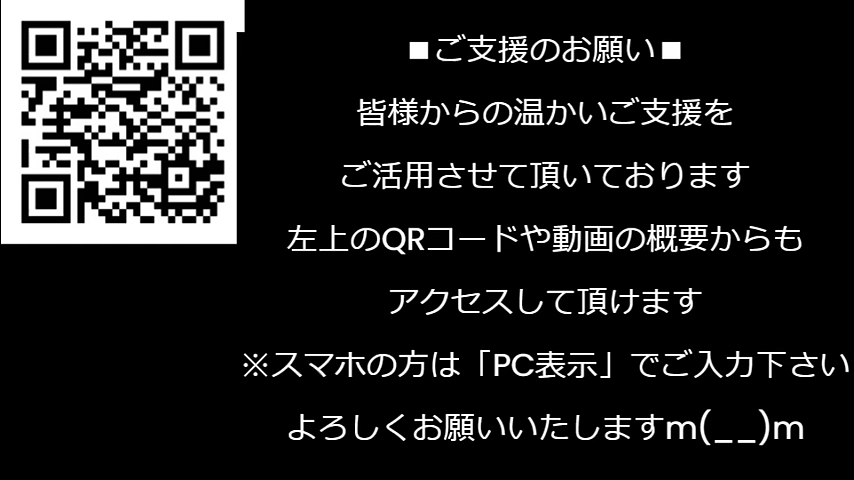 ■ご支援のお願い■
皆様からの温かいご支援を
ご活用させて頂いております
左上のQRコードや動画の概要からも
アクセスして頂けます
※スマホの方は「PC表示」でご入力下さい
よろしくお願いいたしますm(__)m